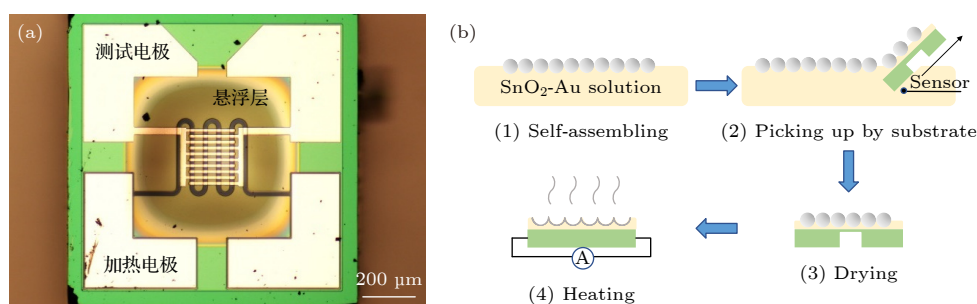 (a)
测试电极
悬浮层
加热电极
200 μm
(b)
SnO₂-Au solution
(1) Self-assembling
Sensor
(2) Picking up by substrate
(3) Drying
A
(4) Heating